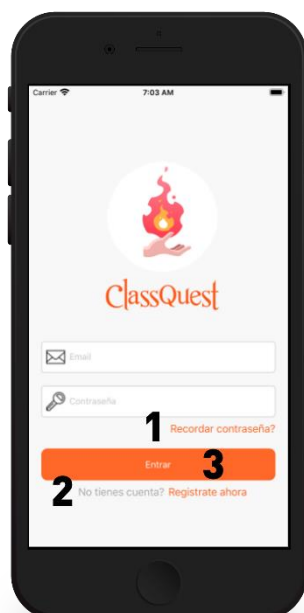 Carrier 7:03 AM
ClassQuest
Email
Contraseña
1 Recordar contraseña?
Entrar 3
2 No tienes cuenta? Registrate ahora